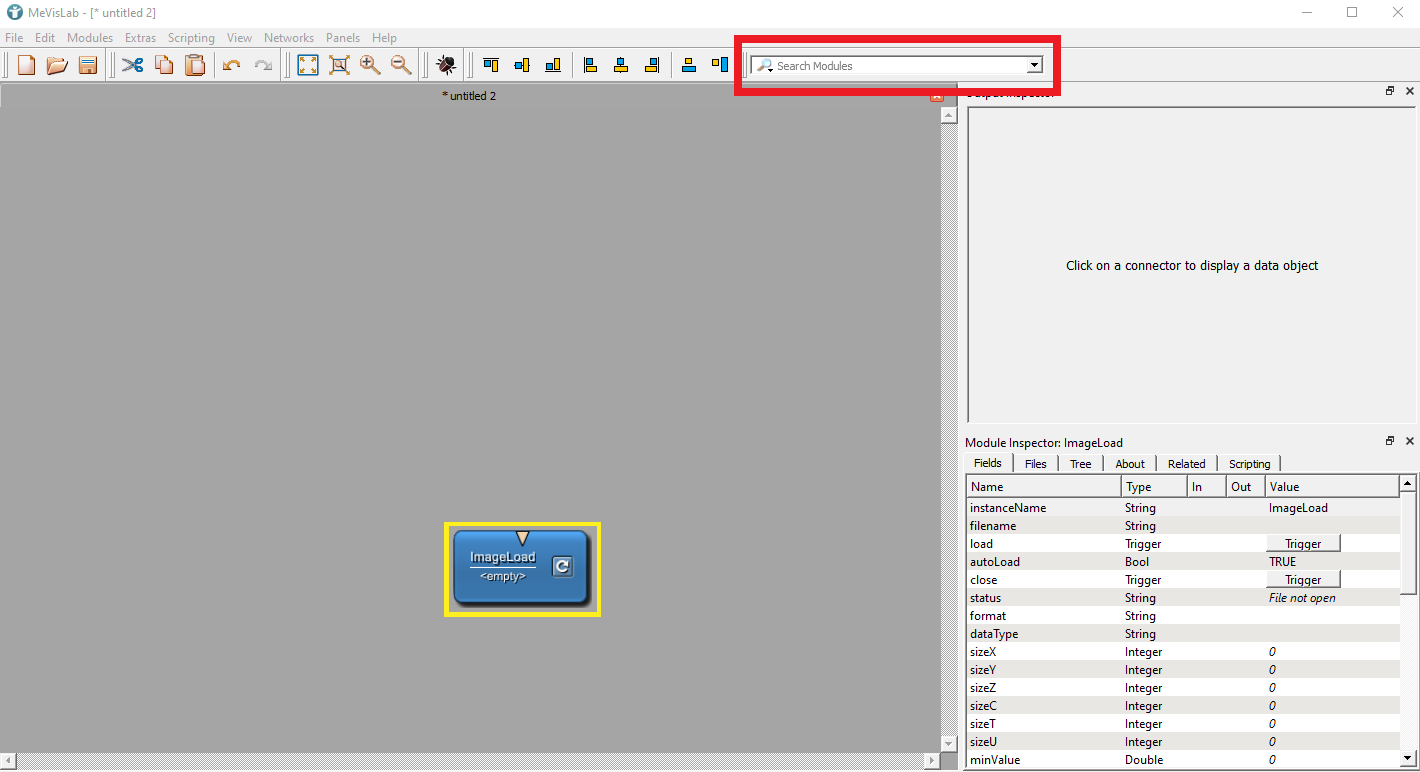 MeVisLab - [* untitled 2]
File Edit Modules Extras Scripting View Networks Panels Help
Search Modules
* untitled 2
Output Inspector
Click on a connector to display a data object
ImageLoad
<empty>
Module Inspector: ImageLoad
Fields Files Tree About Related Scripting
Name Type In Out Value
instanceName String ImageLoad
filename String
load Trigger Trigger
autoLoad Bool TRUE
close Trigger Trigger
status String File not open
format String
dataType String
sizeX Integer 0
sizeY Integer 0
sizeZ Integer 0
sizeC Integer 0
sizeT Integer 0
sizeU Integer 0
minValue Double 0